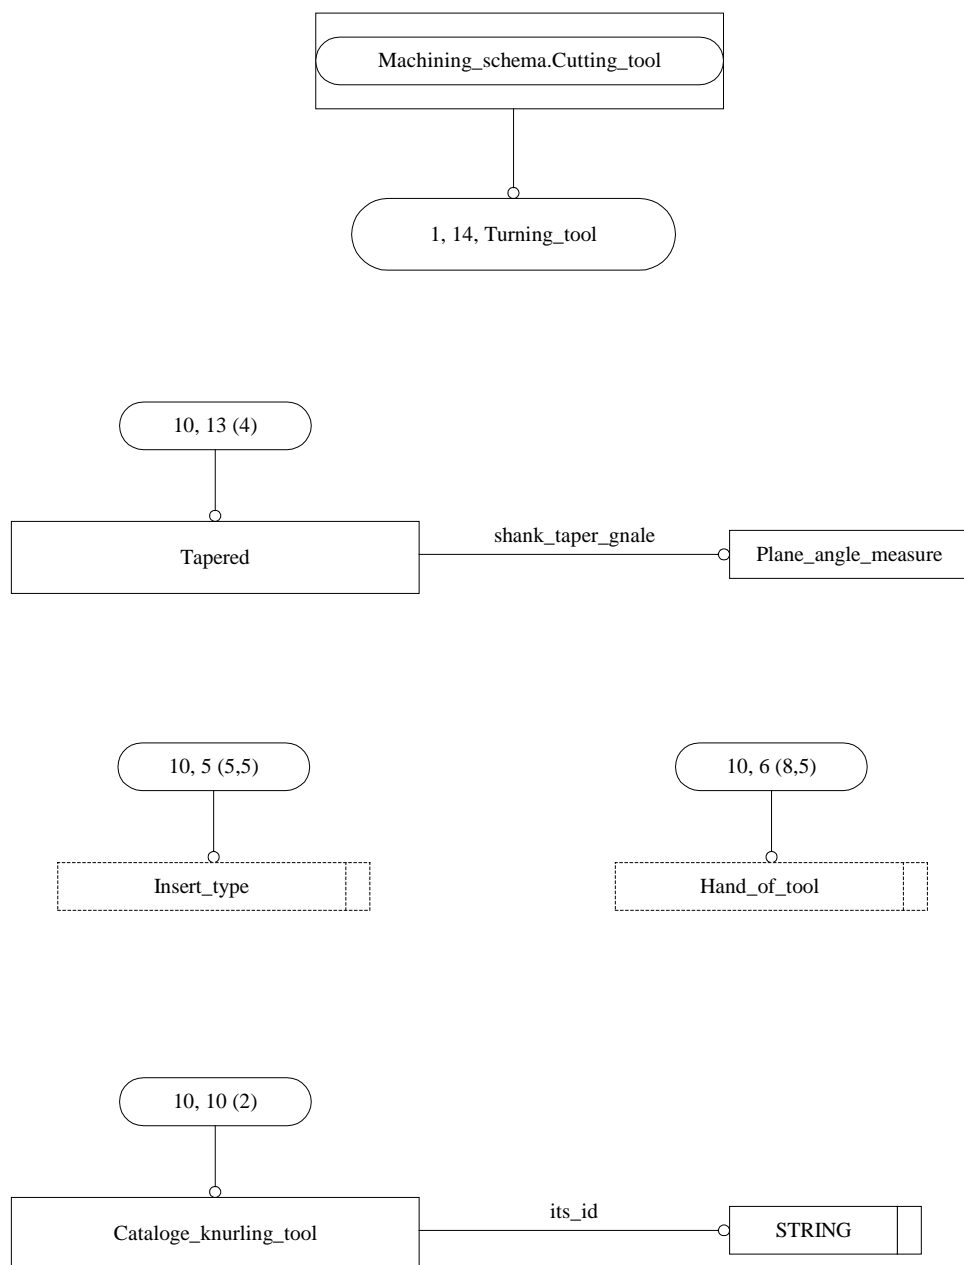 Machining_schema.Cutting_tool
1, 14, Turning_tool
10, 13 (4)
shank_taper_gnale
Tapered
Plane_angle_measure
10, 5 (5,5)
10, 6 (8,5)
Insert_type
Hand_of_tool
10, 10 (2)
its_id
Cataloge_knurling_tool
STRING